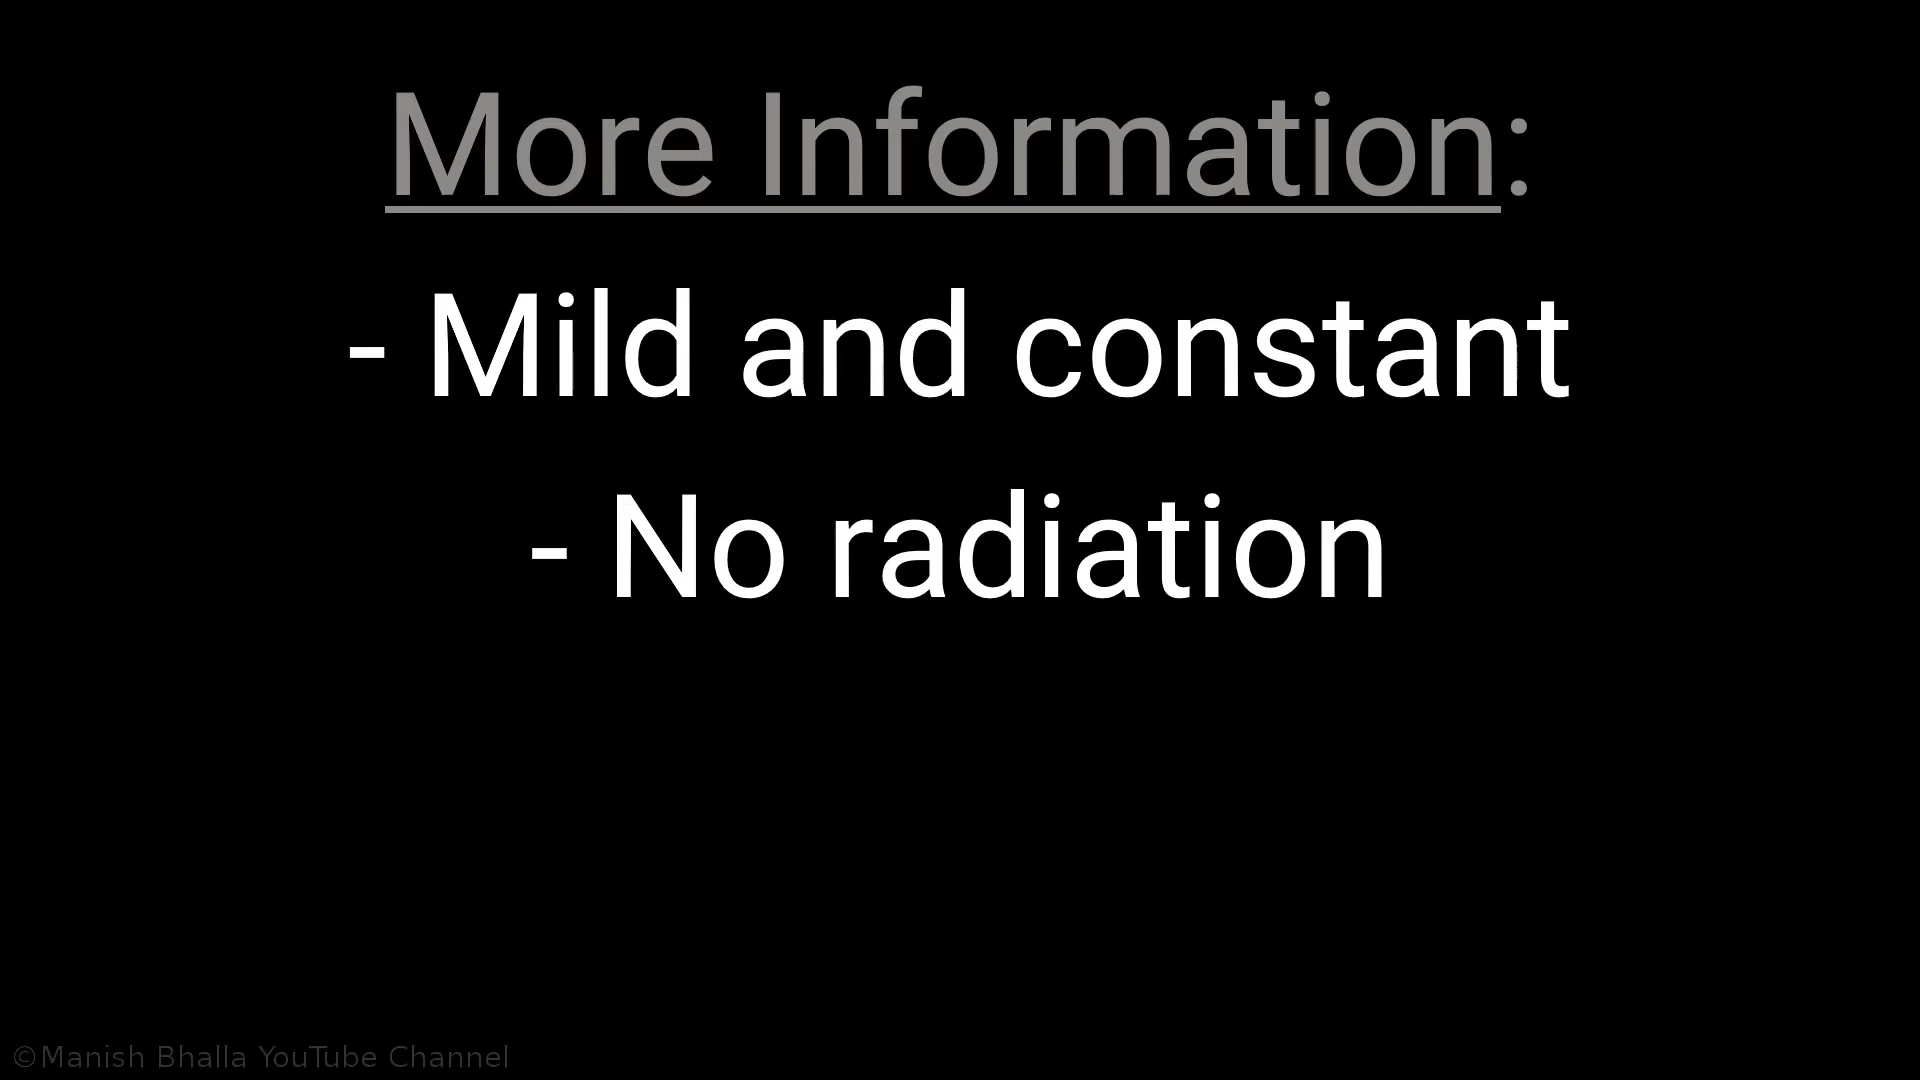 More Information:
- Mild and constant
- No radiation
©Manish Bhalla YouTube Channel